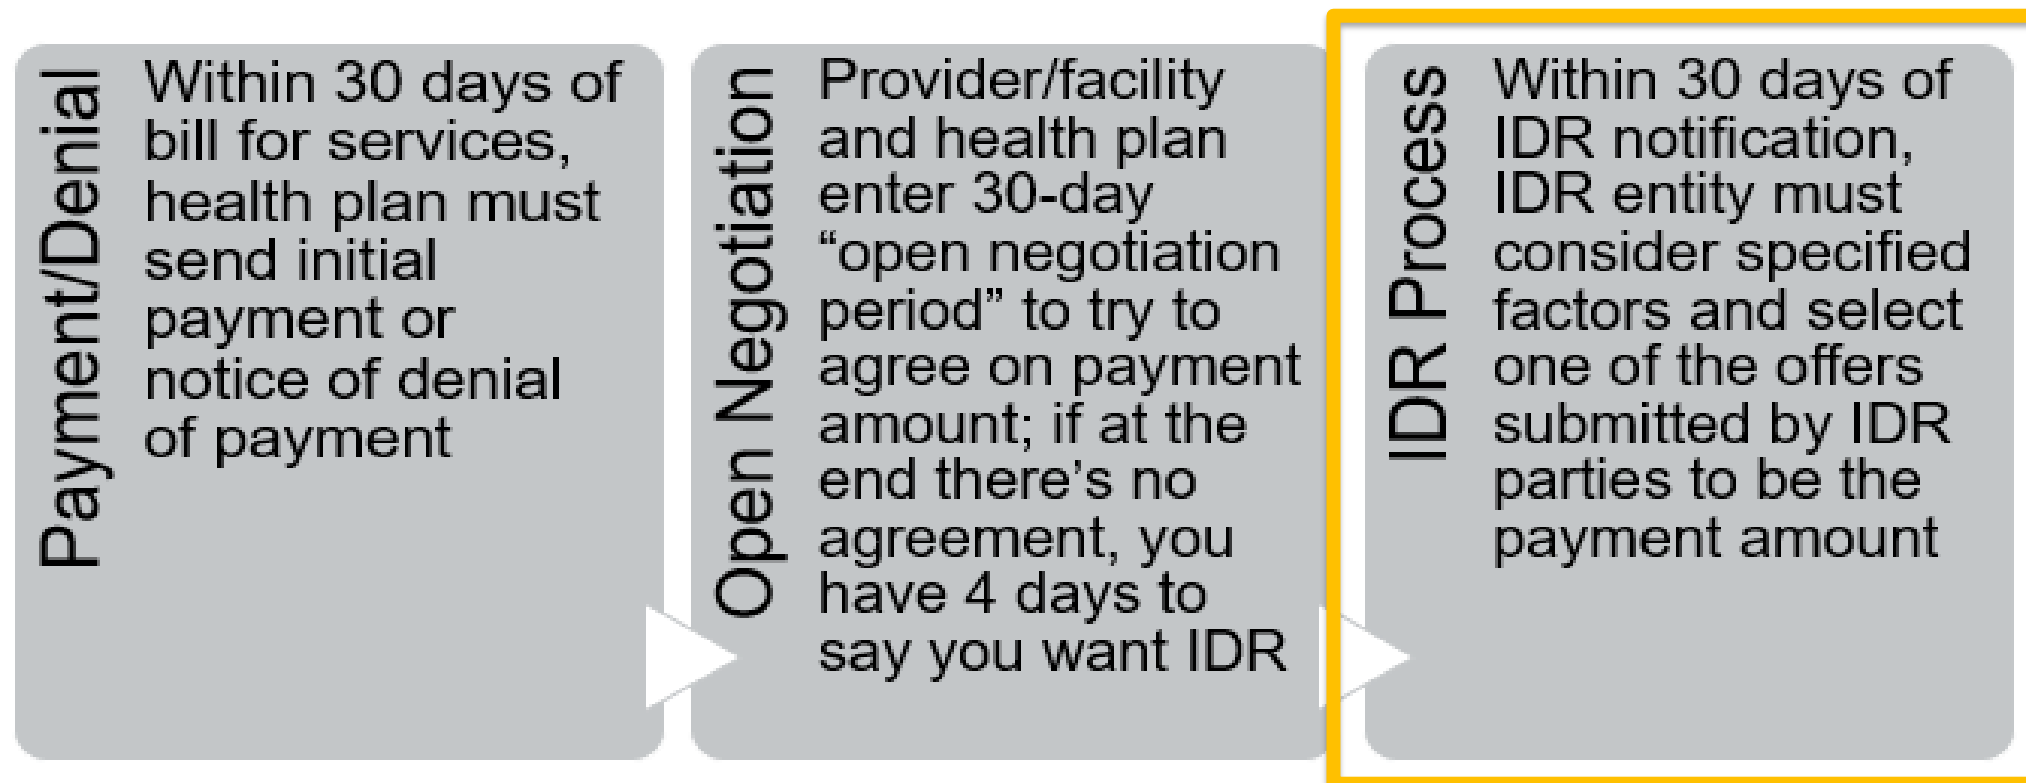 Payment/Denial
Within 30 days of
bill for services,
health plan must
send initial
payment or
notice of denial
of payment
Open Negotiation
Provider/facility
and health plan
enter 30-day
“open negotiation
period” to try to
agree on payment
amount; if at the
end there’s no
agreement, you
have 4 days to
say you want IDR
IDR Process
Within 30 days of
IDR notification,
IDR entity must
consider specified
factors and select
one of the offers
submitted by IDR
parties to be the
payment amount